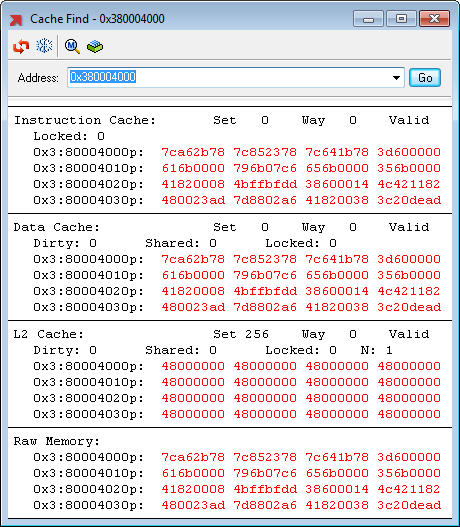 Cache Find - 0x380004000
M
Address: 0x380004000 Go
Instruction Cache: Set 0 Way 0 Valid
Locked: 0
0x3:80004000p: 7ca62b78 7c852378 7c641b78 3d600000
0x3:80004010p: 616b0000 796b07c6 656b0000 356b0000
0x3:80004020p: 41820008 4bffbfdd 38600014 4c421182
0x3:80004030p: 480023ad 7d8802a6 41820038 3c20dead
Data Cache: Set 0 Way 0 Valid
Dirty: 0 Shared: 0 Locked: 0
0x3:80004000p: 7ca62b78 7c852378 7c641b78 3d600000
0x3:80004010p: 616b0000 796b07c6 656b0000 356b0000
0x3:80004020p: 41820008 4bffbfdd 38600014 4c421182
0x3:80004030p: 480023ad 7d8802a6 41820038 3c20dead
L2 Cache: Set 256 Way 0 Valid
Dirty: 0 Shared: 0 Locked: 0 N: 1
0x3:80004000p: 48000000 48000000 48000000 48000000
0x3:80004010p: 48000000 48000000 48000000 48000000
0x3:80004020p: 48000000 48000000 48000000 48000000
0x3:80004030p: 48000000 48000000 48000000 48000000
Raw Memory:
0x3:80004000p: 7ca62b78 7c852378 7c641b78 3d600000
0x3:80004010p: 616b0000 796b07c6 656b0000 356b0000
0x3:80004020p: 41820008 4bffbfdd 38600014 4c421182
0x3:80004030p: 480023ad 7d8802a6 41820038 3c20dead